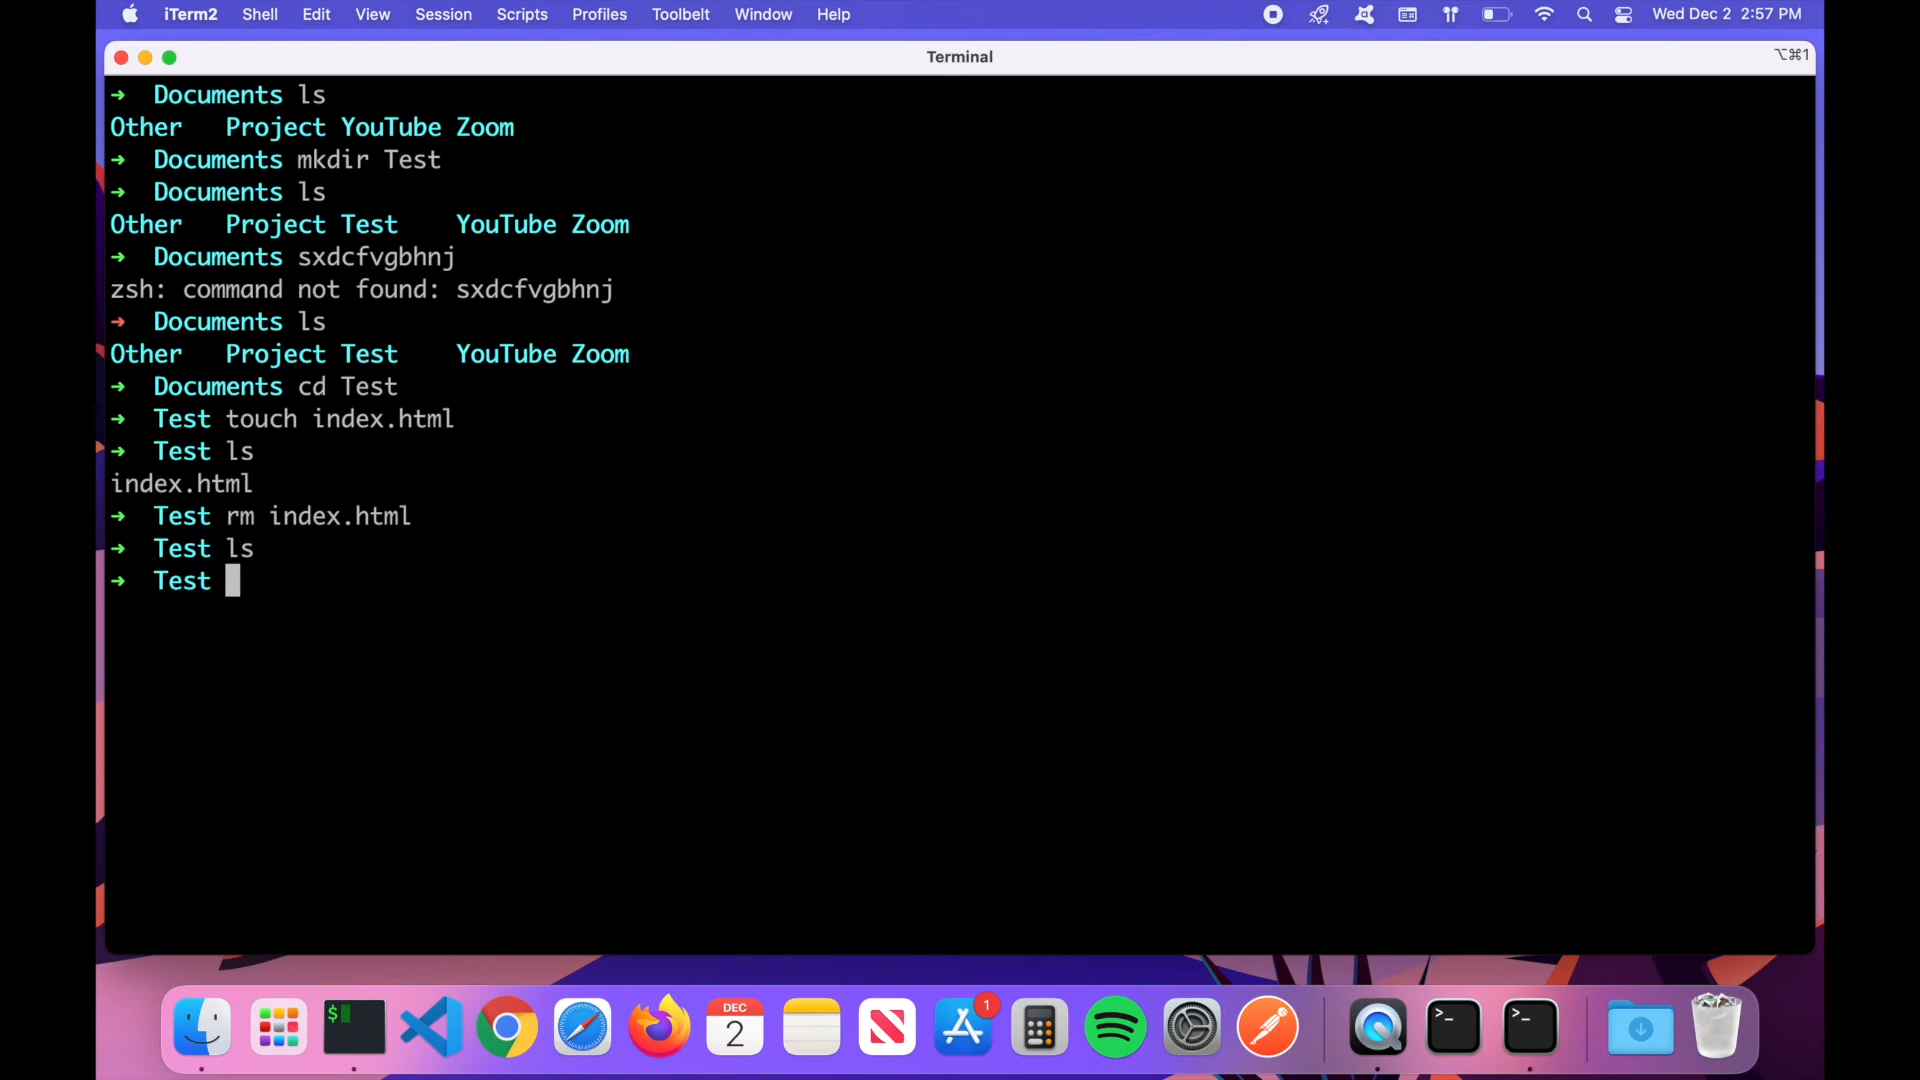 iTerm2 Shell Edit View Session Scripts Profiles Toolbelt Window Help Wed Dec 2 2:57 PM
Terminal ⌥⌘1
➜ Documents ls
Other Project YouTube Zoom
➜ Documents mkdir Test
➜ Documents ls
Other Project Test YouTube Zoom
➜ Documents sxdcfvgbhnj
zsh: command not found: sxdcfvgbhnj
➜ Documents ls
Other Project Test YouTube Zoom
➜ Documents cd Test
➜ Test touch index.html
➜ Test ls
index.html
➜ Test rm index.html
➜ Test ls
➜ Test
$ DEC 1 >_ >_
2